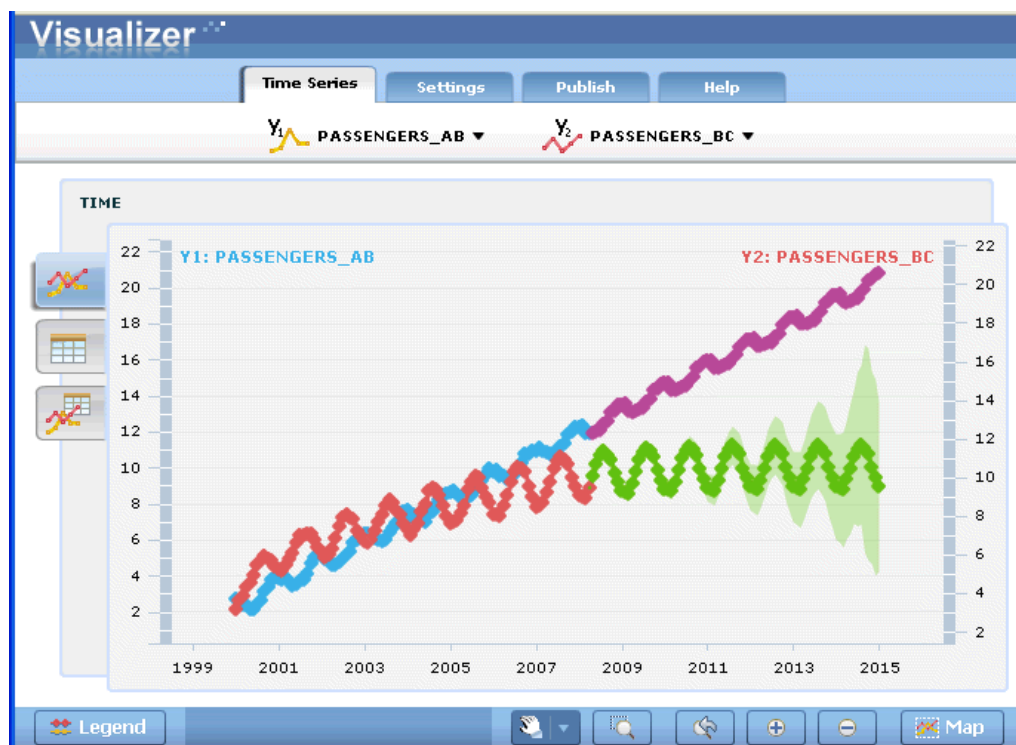 Visualizer
Time Series Settings Publish Help
Y1 PASSENGERS_AB Y2 PASSENGERS_BC
TIME
Y1: PASSENGERS_AB Y2: PASSENGERS_BC
22 22
20 20
18 18
16 16
14 14
12 12
10 10
8 8
6 6
4 4
2 2
1999 2001 2003 2005 2007 2009 2011 2013 2015
Legend Map